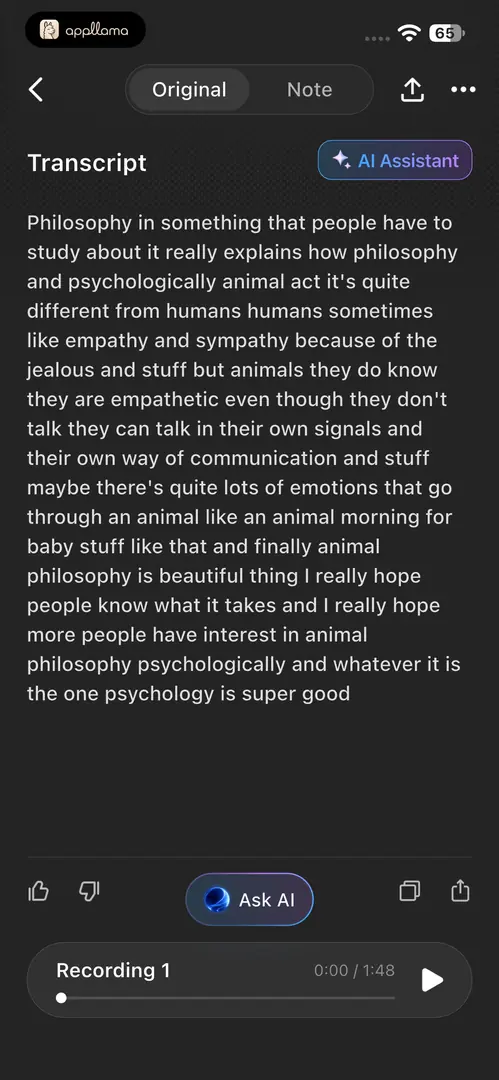 appllama
65
Original
Note
Transcript
AI Assistant
Philosophy in something that people have to
study about it really explains how philosophy
and psychologically animal act it's quite
different from humans humans sometimes
like empathy and sympathy because of the
jealous and stuff but animals they do know
they are empathetic even though they don't
talk they can talk in their own signals and
their own way of communication and stuff
maybe there's quite lots of emotions that go
through an animal like an animal morning for
baby stuff like that and finally animal
philosophy is beautiful thing I really hope
people know what it takes and I really hope
more people have interest in animal
philosophy psychologically and whatever it is
the one psychology is super good
Ask AI
Recording 1
0:00 / 1:48